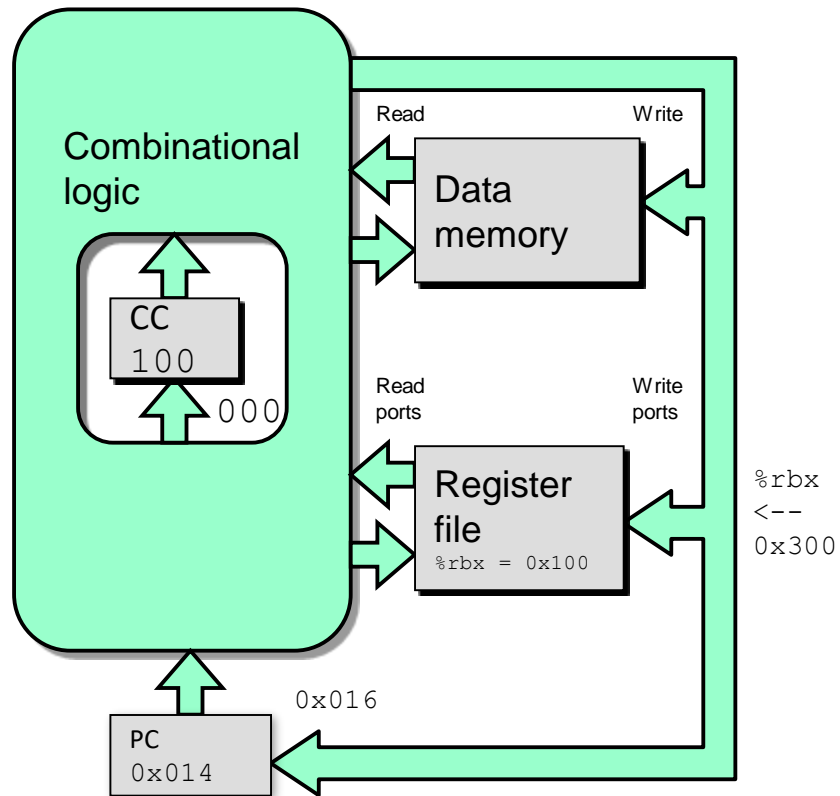 Combinational
logic
CC
100
000
Read
Write
Data
memory
Read
ports
Write
ports
Register
file
%rbx = 0x100
%rbx
<--
0x300
0x016
PC
0x014